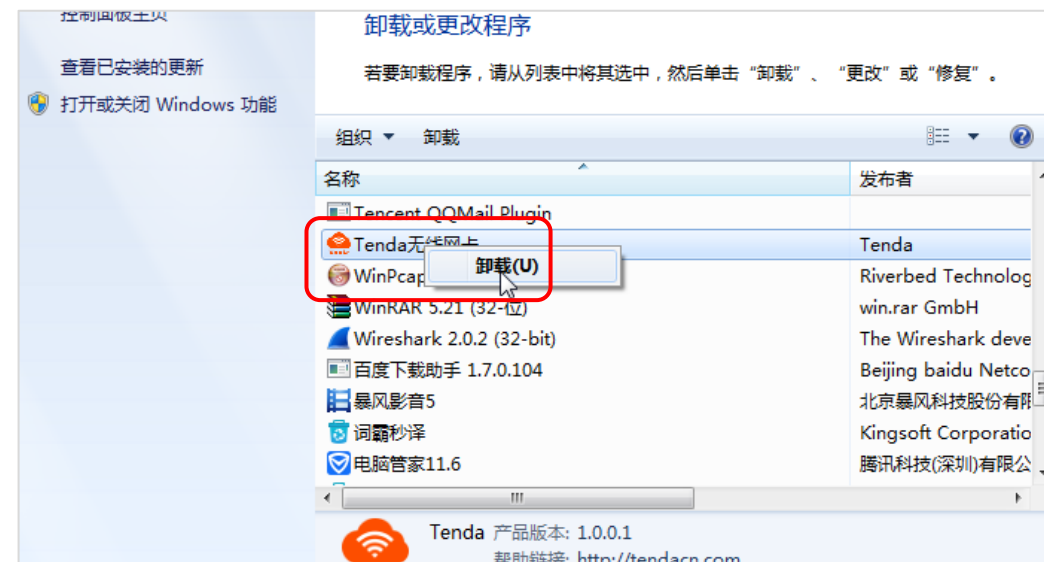 控制面板主页
卸载或更改程序
查看已安装的更新
若要卸载程序，请从列表中将其选中，然后单击“卸载”、“更改”或“修复”。
打开或关闭 Windows 功能
组织 卸载
名称 发布者
Tencent QQMail Plugin
Tenda无线网卡 Tenda
卸载(U)
WinPcap Riverbed Technolog
WinRAR 5.21 (32-位) win.rar GmbH
Wireshark 2.0.2 (32-bit) The Wireshark deve
百度下载助手 1.7.0.104 Beijing baidu Netco
暴风影音5 北京暴风科技股份有限
词霸秒译 Kingsoft Corporatio
电脑管家11.6 腾讯科技(深圳)有限公
Tenda 产品版本: 1.0.0.1
帮助链接: http://tendacn.com